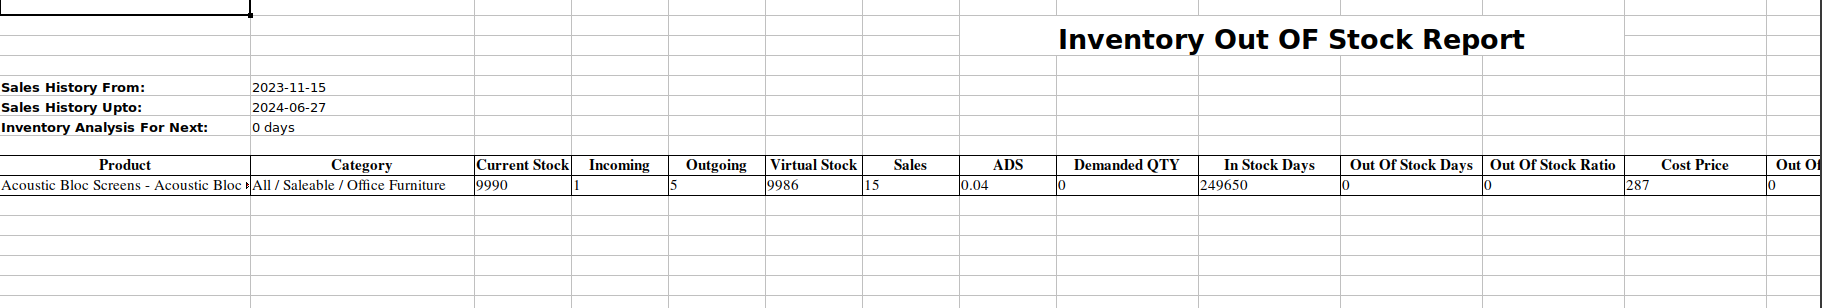 Inventory Out OF Stock Report
Sales History From: 2023-11-15
Sales History Upto: 2024-06-27
Inventory Analysis For Next: 0 days
Product Category Current Stock Incoming Outgoing Virtual Stock Sales ADS Demanded QTY In Stock Days Out Of Stock Days Out Of Stock Ratio Cost Price Out Of
Acoustic Bloc Screens - Acoustic Bloc All / Saleable / Office Furniture 9990 1 5 9986 15 0.04 0 249650 0 0 287 0